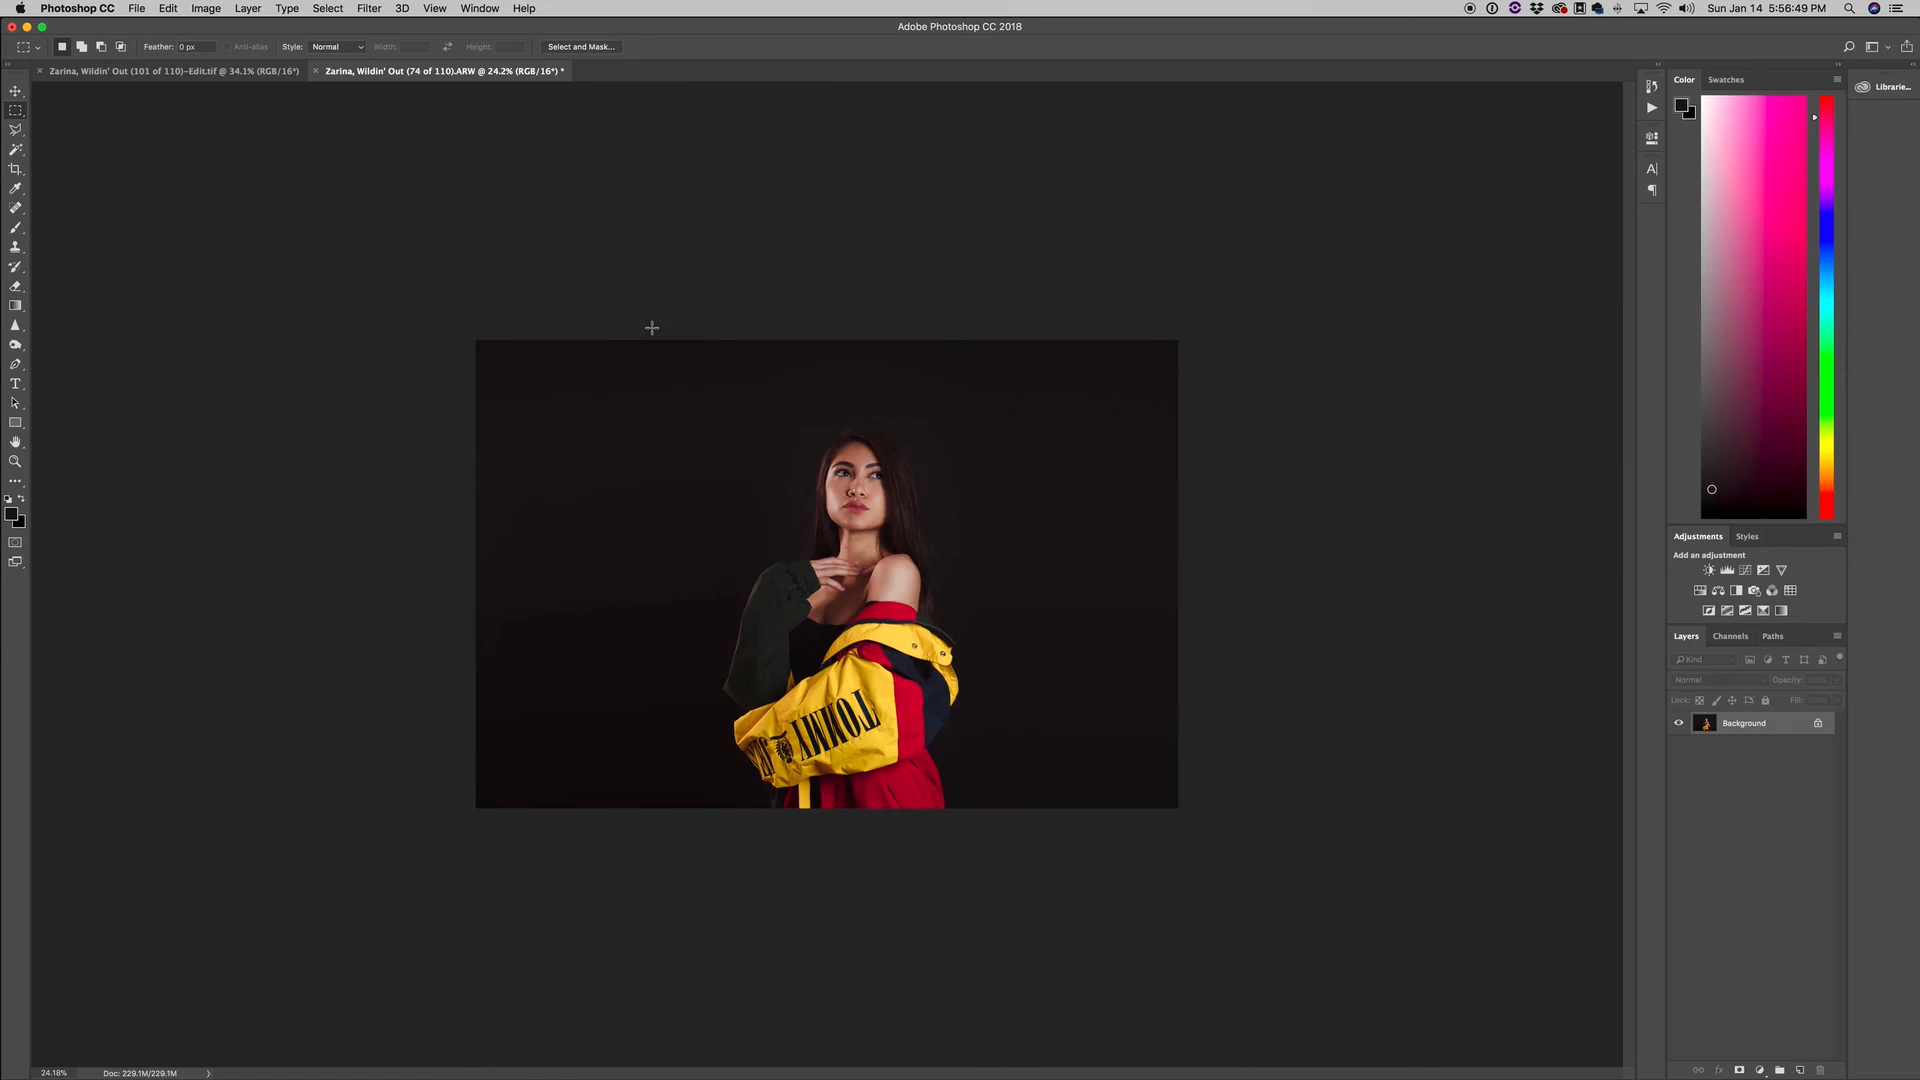 Photoshop CC File Edit Image Layer Type Select Filter 3D View Window Help Sun Jan 14 5:56:49 PM
Adobe Photoshop CC 2018
Feather: 0 px Anti-alias Style: Normal Width: Height: Select and Mask...
Zarina, Wildin' Out (101 of 110)-Edit.tif @ 34.1% (RGB/16*) Zarina, Wildin' Out (74 of 110).ARW @ 24.2% (RGB/16*) *
Color Swatches
Librarie...
Adjustments Styles
Add an adjustment
Layers Channels Paths
Kind
Normal Opacity: 100%
Lock: Fill: 100%
Background
TOMMY
24.18% Doc: 229.1M/229.1M